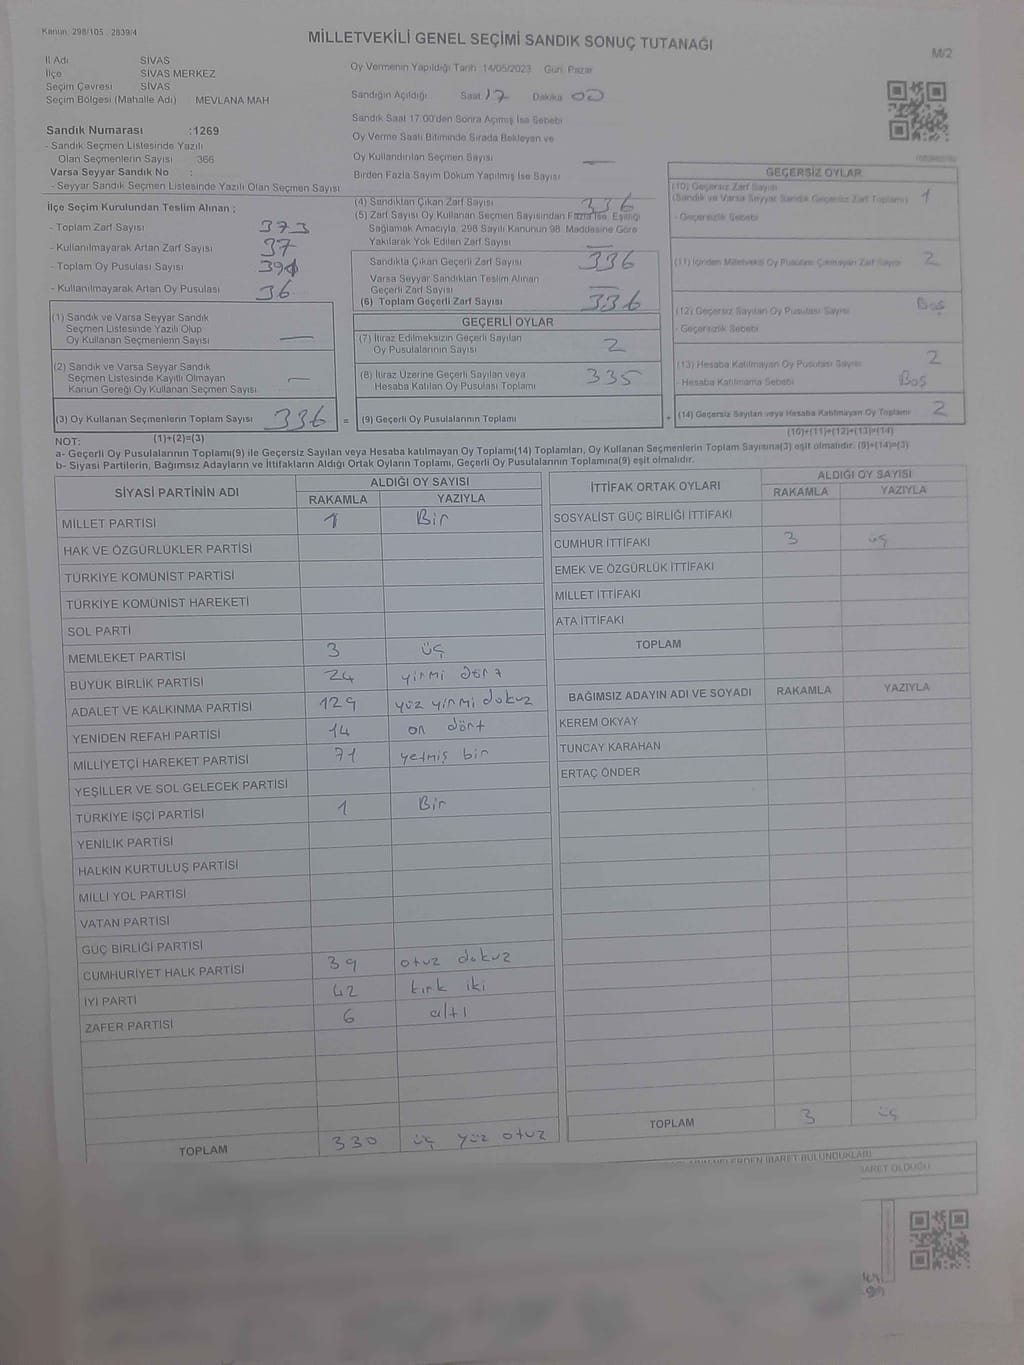 Kanun: 298/105 , 2839/4
MİLLETVEKİLİ GENEL SEÇİMİ SANDIK SONUÇ TUTANAĞI
M/2
İl Adı SİVAS
İlçe SİVAS MERKEZ
Seçim Çevresi SİVAS
Seçim Bölgesi (Mahalle Adı) MEVLANA MAH
Sandık Numarası :1269
- Sandık Seçmen Listesinde Yazılı
Olan Seçmenlerin Sayısı 366
Varsa Seyyar Sandık No :
- Seyyar Sandık Seçmen Listesinde Yazılı Olan Seçmen Sayısı
Oy Vermenin Yapıldığı Tarih :14/05/2023 Gün: Pazar
Sandığın Açıldığı Saat 17 Dakika 00
Sandık Saat 17.00'den Sonra Açımış İse Sebebi
Oy Verme Saati Bitiminde Sırada Bekleyen ve
Oy Kullandırılan Seçmen Sayısı —
Birden Fazla Sayım Döküm Yapılmış İse Sayısı
İlçe Seçim Kurulundan Teslim Alınan ;
- Toplam Zarf Sayısı 373
- Kullanılmayarak Artan Zarf Sayısı 37
- Toplam Oy Pusulası Sayısı
- Kullanılmayarak Artan Oy Pusulası 36
(1) Sandık ve Varsa Seyyar Sandık
Seçmen Listesinde Yazılı Olup
Oy Kullanan Seçmenlerin Sayısı —
(2) Sandık ve Varsa Seyyar Sandık
Seçmen Listesinde Kayıtlı Olmayan
Kanun Gereği Oy Kullanan Seçmen Sayısı —
(3) Oy Kullanan Seçmenlerin Toplam Sayısı 336
(4) Sandıktan Çıkan Zarf Sayısı 336
(5) Zarf Sayısı Oy Kullanan Seçmen Sayısından Fazla İse, Eşitliği
Sağlamak Amacıyla, 298 Sayılı Kanunun 98. Maddesine Göre
Yakılarak Yok Edilen Zarf Sayısı —
Sandıkta Çıkan Geçerli Zarf Sayısı 336
Varsa Seyyar Sandıktan Teslim Alınan
Geçerli Zarf Sayısı —
(6) Toplam Geçerli Zarf Sayısı 336
GEÇERLİ OYLAR
(7) İtiraz Edilmeksizin Geçerli Sayılan
Oy Pusulalarının Sayısı 2
(8) İtiraz Üzerine Geçerli Sayılan veya
Hesaba Katılan Oy Pusulası Toplamı 335
= (9) Geçerli Oy Pusulalarının Toplamı +
GEÇERSİZ OYLAR
(10) Geçersiz Zarf Sayısı
(Sandık ve Varsa Seyyar Sandık Geçersiz Zarf Toplamı) 1
- Geçersizlik Sebebi
(11) İçinden Milletvekili Oy Pusulası Çıkmayan Zarf Sayısı 2
(12) Geçersiz Sayılan Oy Pusulası Sayısı Boş
- Geçersizlik Sebebi
(13) Hesaba Katılmayan Oy Pusulası Sayısı 2
- Hesaba Katılmama Sebebi Boş
(14) Geçersiz Sayılan veya Hesaba Katılmayan Oy Toplamı 2
NOT: (1)+(2)=(3) (10)+(11)+(12)+(13)=(14)
a- Geçerli Oy Pusulalarının Toplamı(9) ile Geçersiz Sayılan veya Hesaba katılmayan Oy Toplamı(14) Toplamları, Oy Kullanan Seçmenlerin Toplam Sayısına(3) eşit olmalıdır. (9)+(14)=(3)
b- Siyasi Partilerin, Bağımsız Adayların ve İttifakların Aldığı Ortak Oyların Toplamı, Geçerli Oy Pusulalarının Toplamına(9) eşit olmalıdır.
SİYASİ PARTİNİN ADI ALDIĞI OY SAYISI
RAKAMLA YAZIYLA
MİLLET PARTİSİ 1 Bir
HAK VE ÖZGÜRLÜKLER PARTİSİ
TÜRKİYE KOMÜNİST PARTİSİ
TÜRKİYE KOMÜNİST HAREKETİ
SOL PARTİ
MEMLEKET PARTİSİ 3 üç
BÜYÜK BİRLİK PARTİSİ 24 yirmi dört
ADALET VE KALKINMA PARTİSİ 129 yüz yirmi dokuz
YENİDEN REFAH PARTİSİ 14 on dört
MİLLİYETÇİ HAREKET PARTİSİ 71 yetmiş bir
YEŞİLLER VE SOL GELECEK PARTİSİ
TÜRKİYE İŞÇİ PARTİSİ 1 Bir
YENİLİK PARTİSİ
HALKIN KURTULUŞ PARTİSİ
MİLLİ YOL PARTİSİ
VATAN PARTİSİ
GÜÇ BİRLİĞİ PARTİSİ
CUMHURİYET HALK PARTİSİ 39 otuz dokuz
İYİ PARTİ 42 kırk iki
ZAFER PARTİSİ 6 altı
TOPLAM 330 üç yüz otuz
İTTİFAK ORTAK OYLARI ALDIĞI OY SAYISI
RAKAMLA YAZIYLA
SOSYALİST GÜÇ BİRLİĞİ İTTİFAKI
CUMHUR İTTİFAKI 3 üç
EMEK VE ÖZGÜRLÜK İTTİFAKI
MİLLET İTTİFAKI
ATA İTTİFAKI
TOPLAM
BAĞIMSIZ ADAYIN ADI VE SOYADI RAKAMLA YAZIYLA
KEREM OKYAY
TUNCAY KARAHAN
ERTAÇ ÖNDER
TOPLAM 3 üç
NELERDEN İBARET BULUNDUKLARI
İBARET OLDUĞU